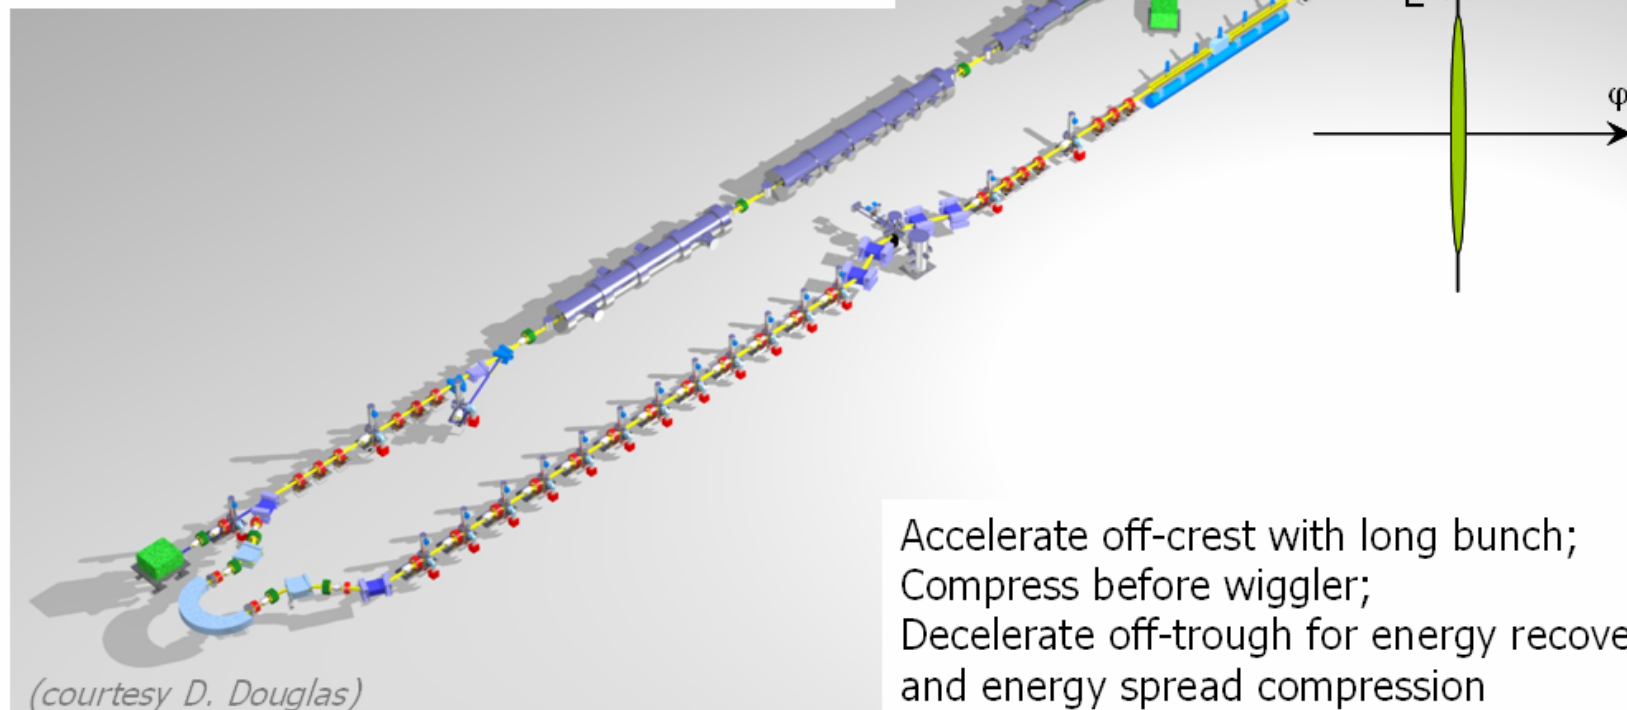 φ
Accelerate off-crest with long bunch;
Compress before wiggler;
Decelerate off-trough for energy recove
and energy spread compression
(courtesy D. Douglas)